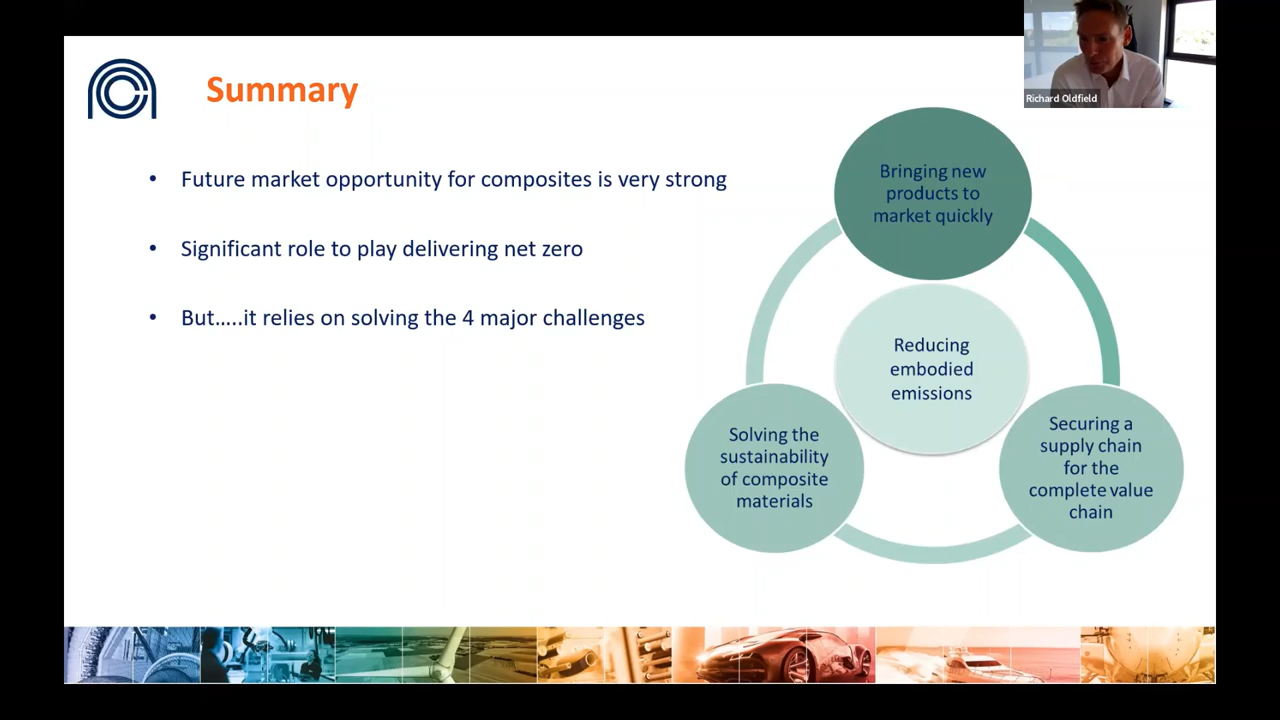 Summary
• Future market opportunity for composites is very strong
• Significant role to play delivering net zero
• But.....it relies on solving the 4 major challenges
Bringing new
products to
market quickly
Reducing
embodied
emissions
Solving the
sustainability
of composite
materials
Securing a
supply chain
for the
complete value
chain
Richard Oldfield